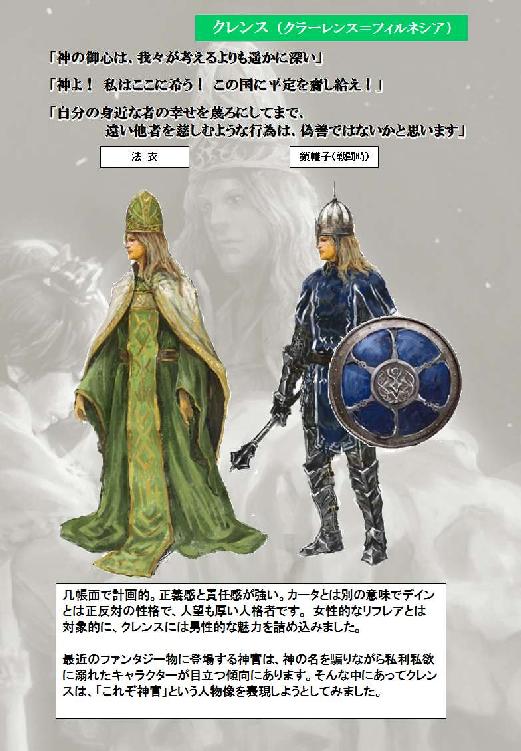 クレンス（クラーレンス＝フィルネシア）
「神の御心は、我々が考えるよりも遥かに深い」
「神よ！ 私はここに希う！ この国に平定を齎し給え！」
「自分の身近な者の幸せを蔑ろにしてまで、
遠い他者を慈しむような行為は、偽善ではないかと思います」
法衣
鎖帷子（戦闘時）
几帳面で計画的。正義感と責任感が強い。カータとは別の意味でデイン
とは正反対の性格で、人望も厚い人格者です。女性的なリフレアとは
対象的に、クレンスには男性的な魅力を詰め込みました。
最近のファンタジー物に登場する神官は、神の名を騙りながら私利私欲
に溺れたキャラクターが目立つ傾向にあります。そんな中にあってクレン
スは、「これぞ神官」という人物像を表現しようとしてみました。